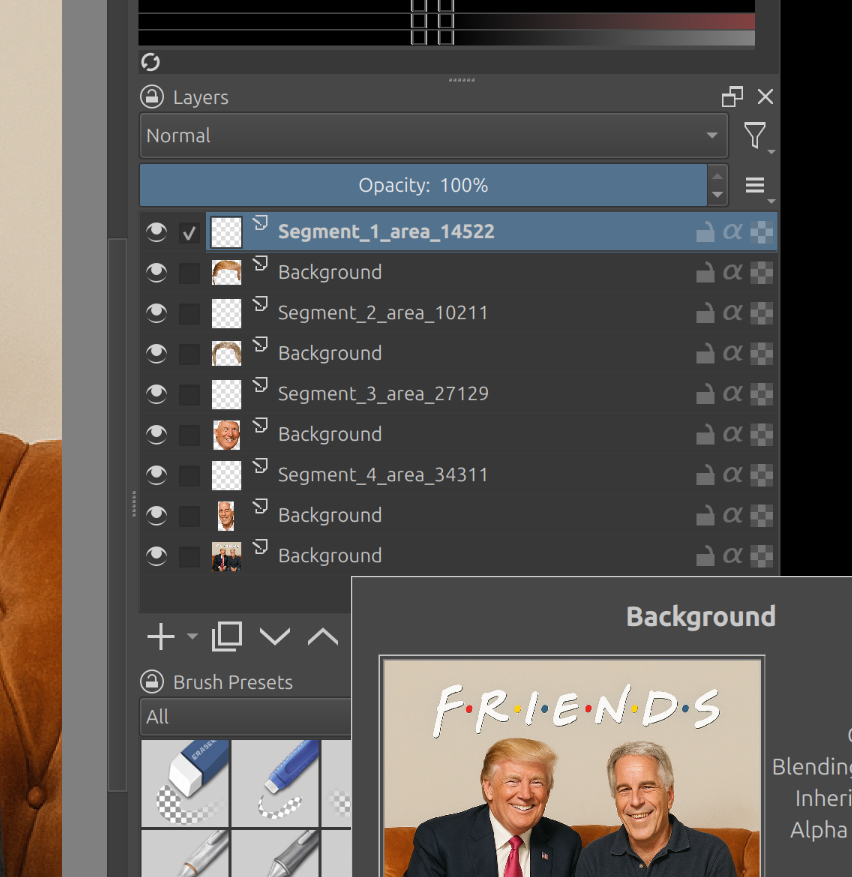 Layers
Normal
Opacity: 100%
Segment_1_area_14522
Background
Segment_2_area_10211
Background
Segment_3_area_27129
Background
Segment_4_area_34311
Background
Background
Background
F•R•I•E•N•D•S
Blending
Inheri
Alpha
Brush Presets
All
ERASER